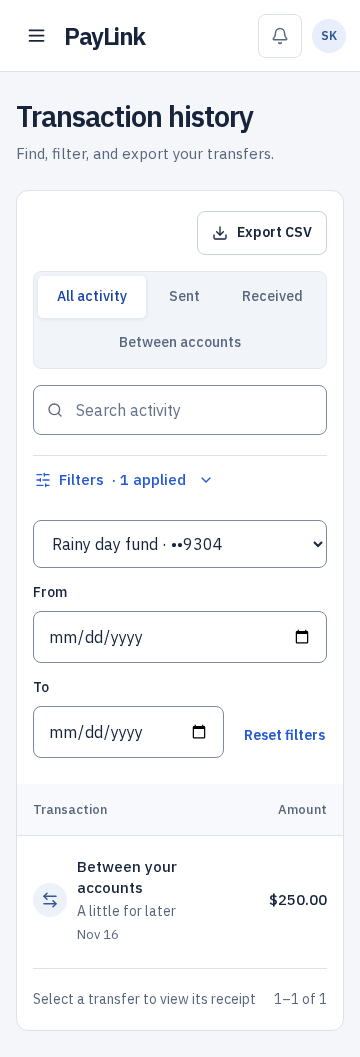 PayLink
SK
Transaction history
Find, filter, and export your transfers.
Export CSV
All activity
Sent
Received
Between accounts
Search activity
Filters · 1 applied
Rainy day fund · ••9304
From
mm/dd/yyyy
To
mm/dd/yyyy
Reset filters
Transaction
Amount
Between your
accounts
A little for later
Nov 16
$250.00
Select a transfer to view its receipt
1–1 of 1